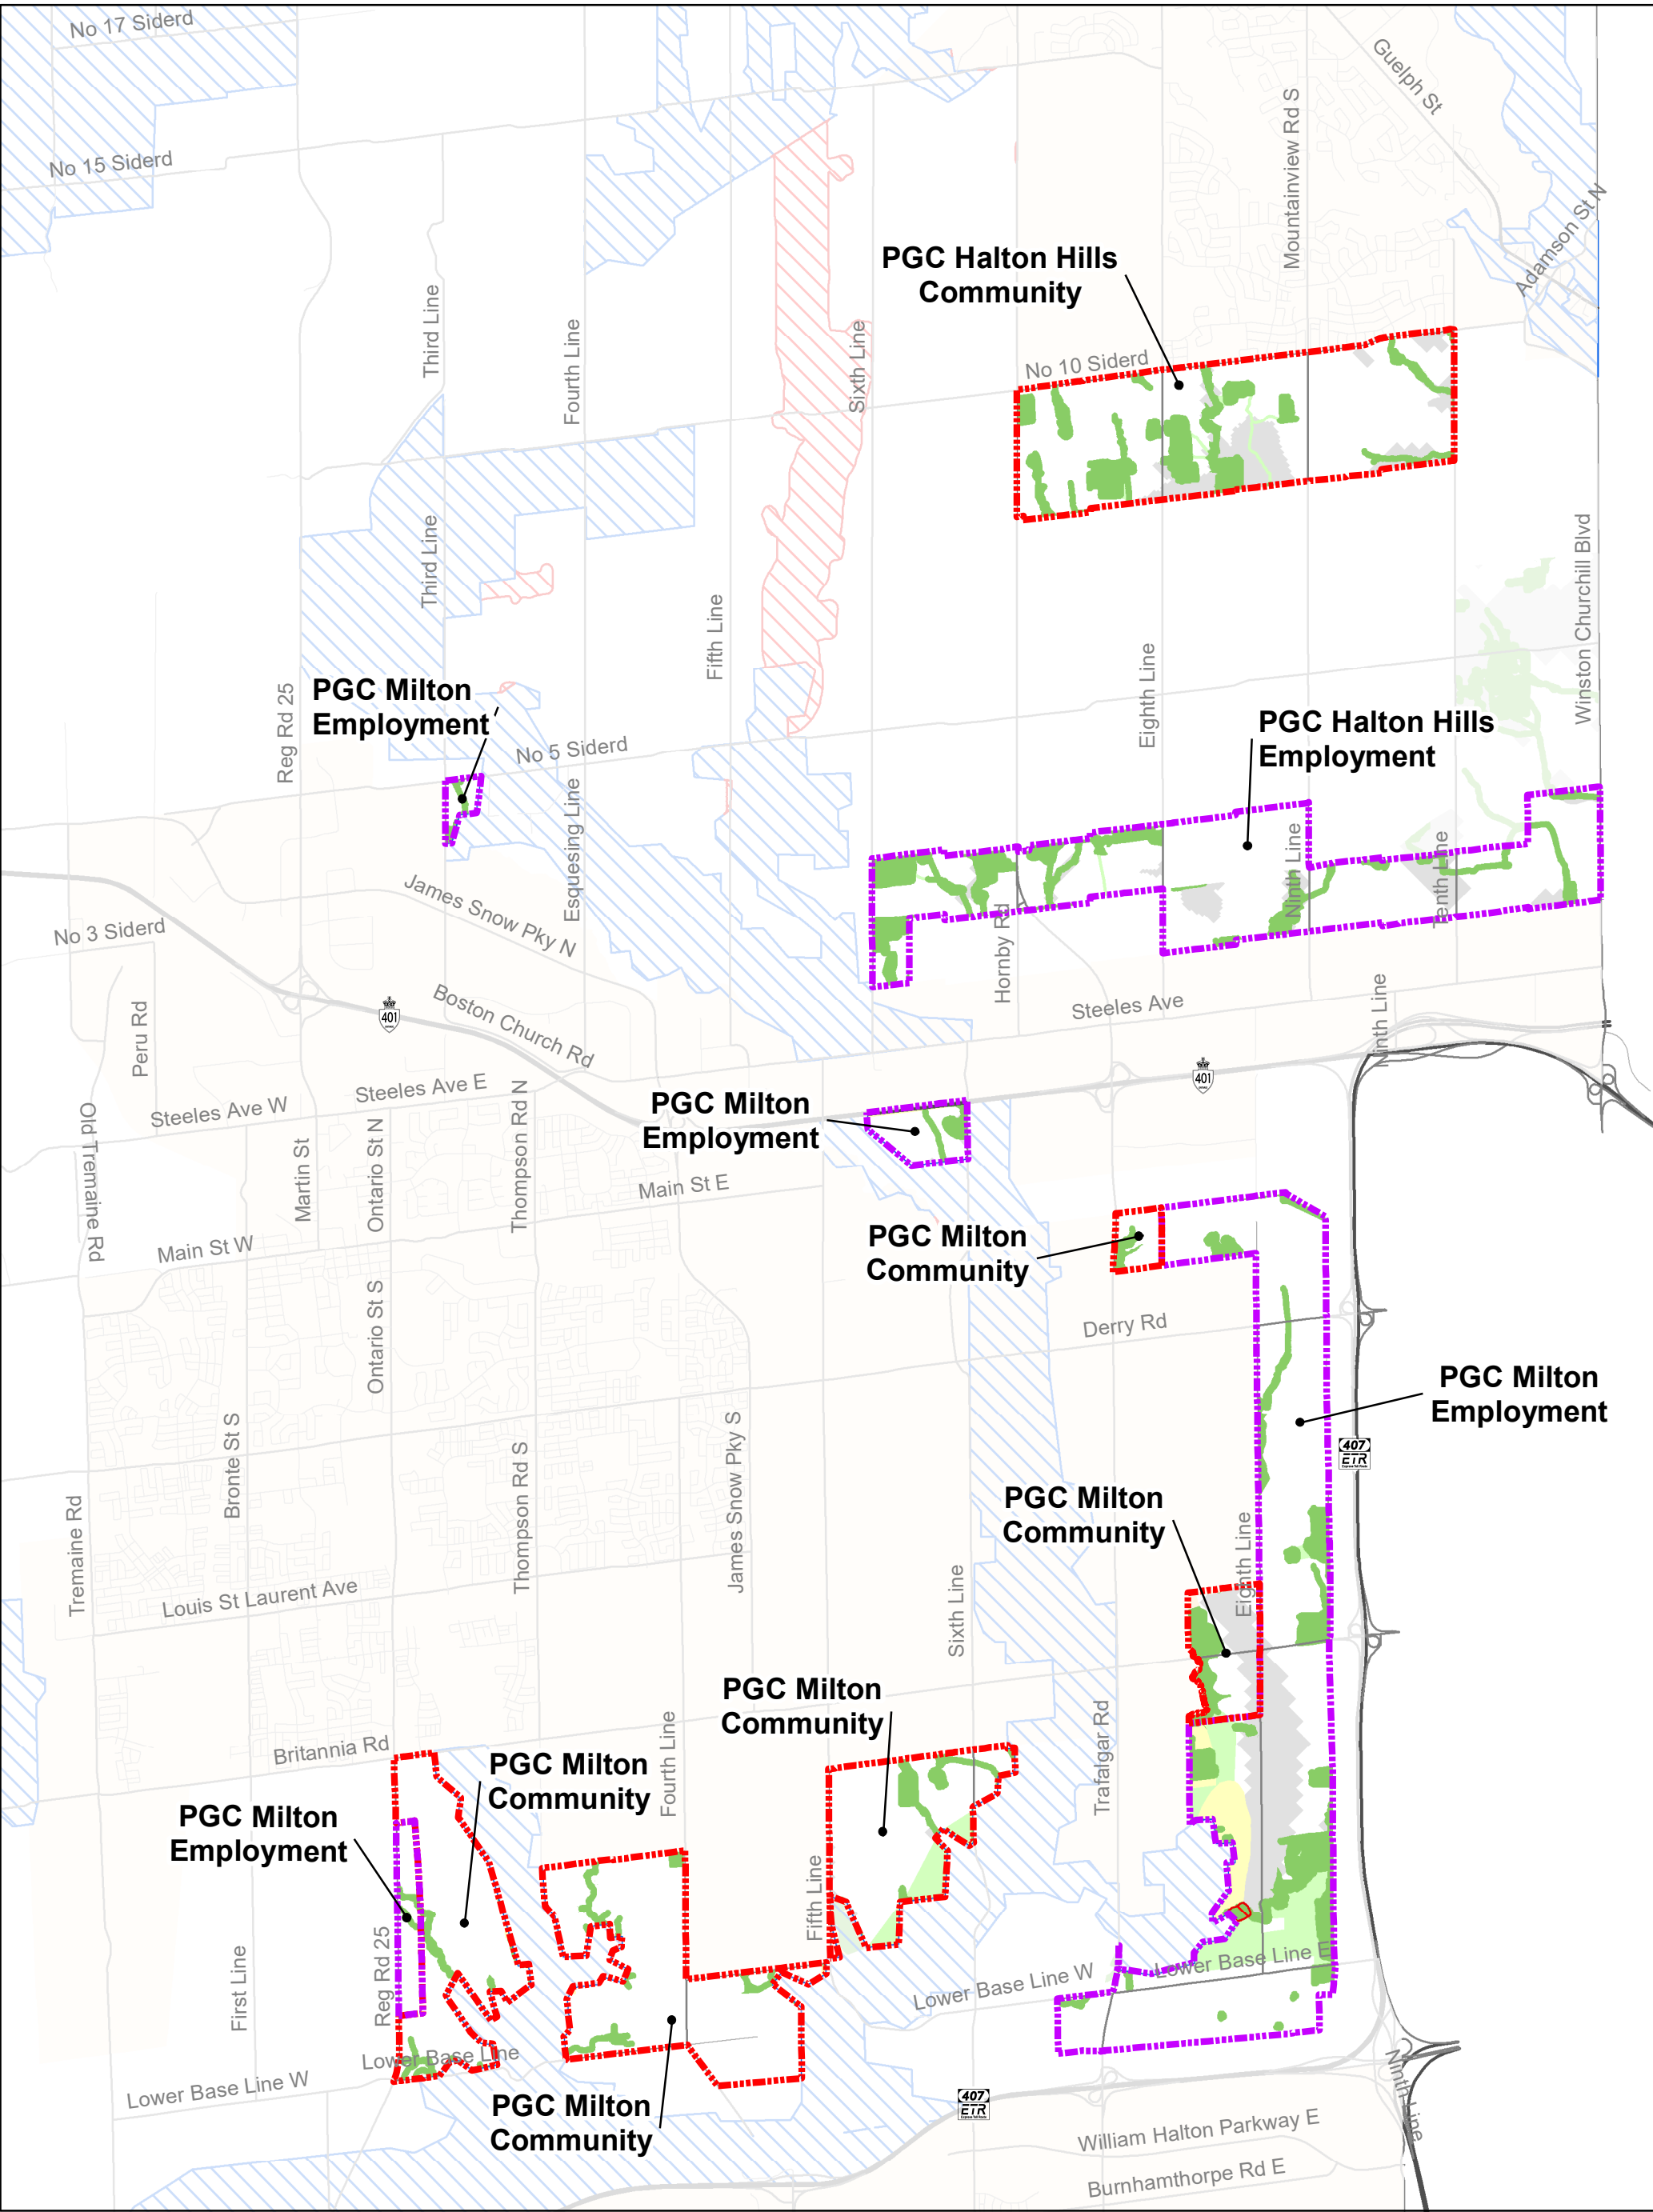 No 17 Siderd
Guelph St
Mountainview Rd S
No 15 Siderd
Adamson St N
PGC Halton Hills
Community
Third Line
Fourth Line
Sixth Line
No 10 Siderd
Third Line
Winston Churchill Blvd
Fifth Line
Eighth Line
Reg Rd 25
PGC Milton
Employment
No 5 Siderd
PGC Halton Hills
Employment
Esquesing Line
Ninth Line
Tenth Line
James Snow Pky N
No 3 Siderd
Hornby Rd
Steeles Ave
Ninth Line
Peru Rd
401
Boston Church Rd
401
Steeles Ave E
Steeles Ave W
Old Tremaine Rd
Martin St
Ontario St N
Thompson Rd N
PGC Milton
Employment
Main St E
Main St W
PGC Milton
Community
Ontario St S
Derry Rd
PGC Milton
Employment
Bronte St S
Thompson Rd S
James Snow Pky S
407
ETR
Tremaine Rd
PGC Milton
Community
Eighth Line
Louis St Laurent Ave
Sixth Line
PGC Milton
Community
Trafalgar Rd
Britannia Rd
Fourth Line
PGC Milton
Community
PGC Milton
Employment
Fifth Line
First Line
Reg Rd 25
Lower Base Line W
Lower Base Line E
Lower Base Line
Lower Base Line W
PGC Milton
Community
407
ETR
Ninth Line
William Halton Parkway E
Burnhamthorpe Rd E